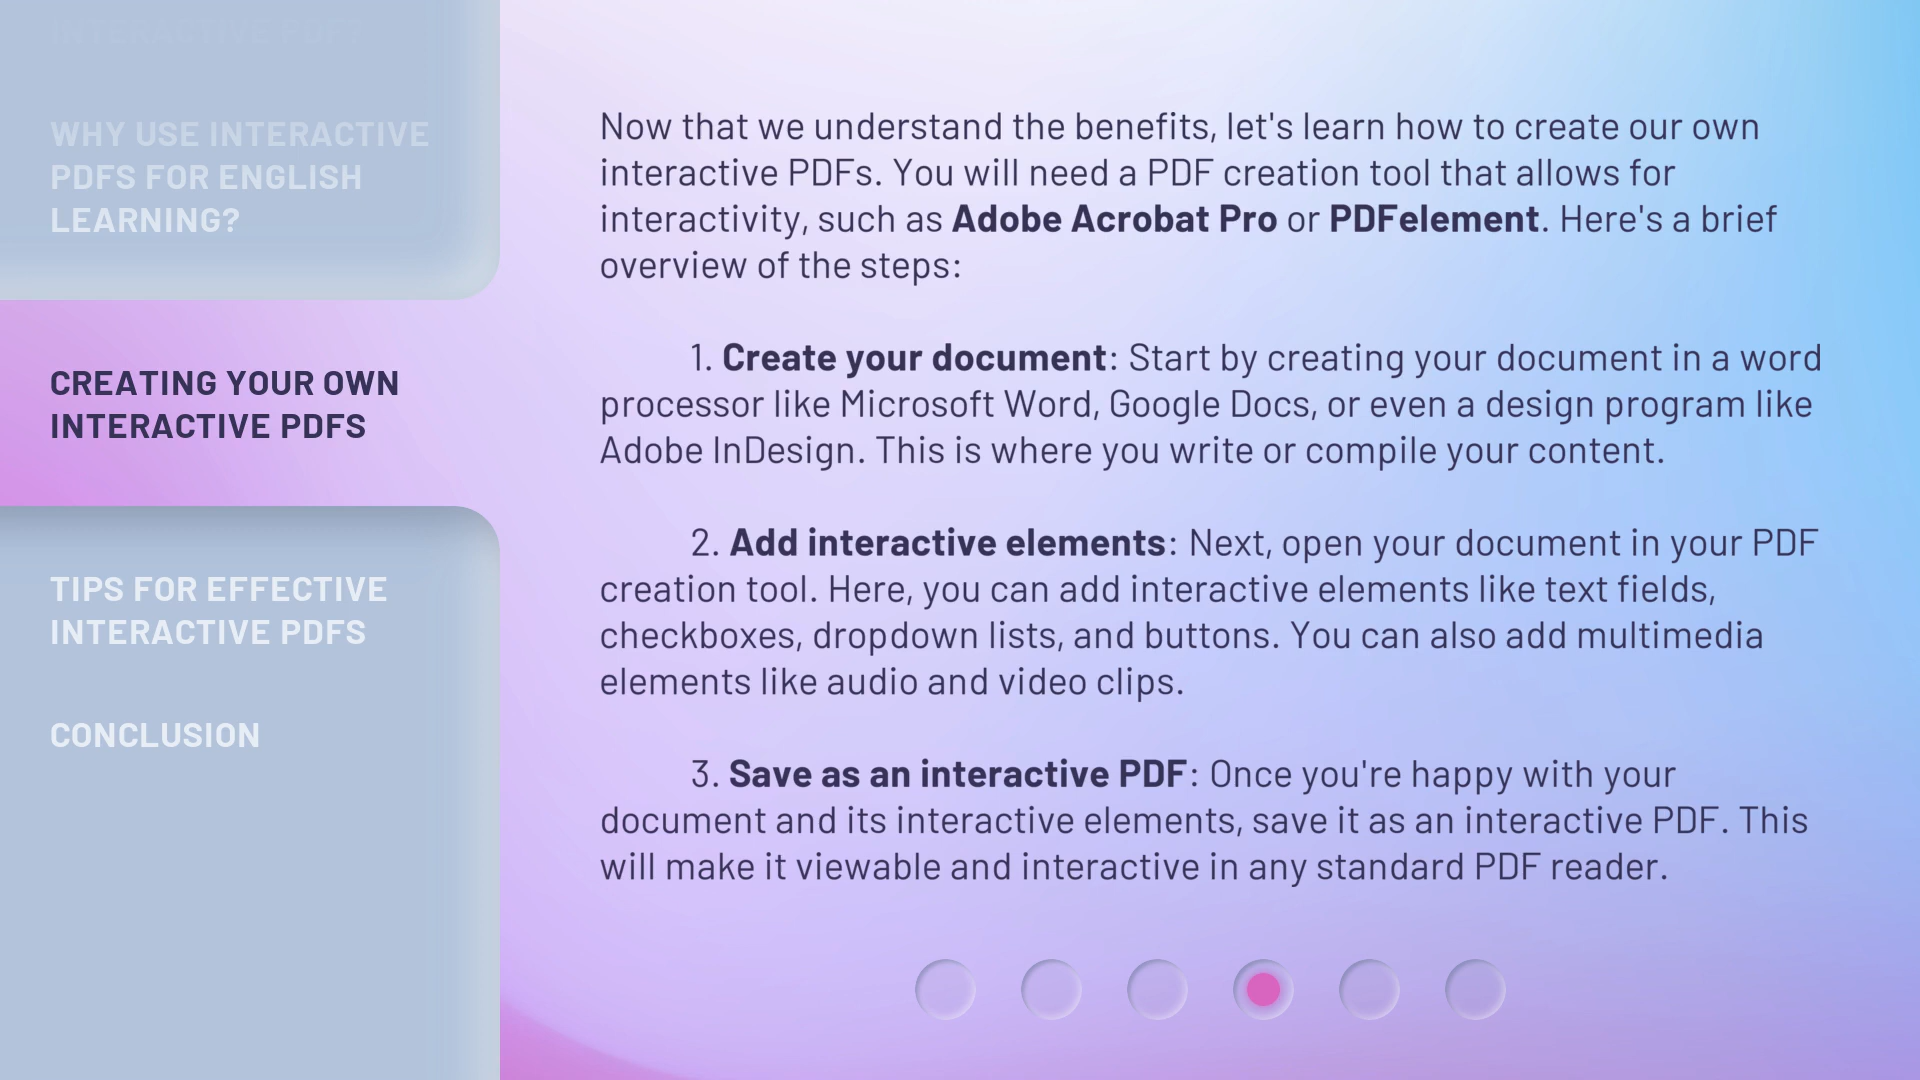 INTERACTIVE PDF?
WHY USE INTERACTIVE
PDFS FOR ENGLISH
LEARNING?
CREATING YOUR OWN
INTERACTIVE PDFS
TIPS FOR EFFECTIVE
INTERACTIVE PDFS
CONCLUSION
Now that we understand the benefits, let's learn how to create our own
interactive PDFs. You will need a PDF creation tool that allows for
interactivity, such as Adobe Acrobat Pro or PDFelement. Here's a brief
overview of the steps:
1. Create your document: Start by creating your document in a word
processor like Microsoft Word, Google Docs, or even a design program like
Adobe InDesign. This is where you write or compile your content.
2. Add interactive elements: Next, open your document in your PDF
creation tool. Here, you can add interactive elements like text fields,
checkboxes, dropdown lists, and buttons. You can also add multimedia
elements like audio and video clips.
3. Save as an interactive PDF: Once you're happy with your
document and its interactive elements, save it as an interactive PDF. This
will make it viewable and interactive in any standard PDF reader.